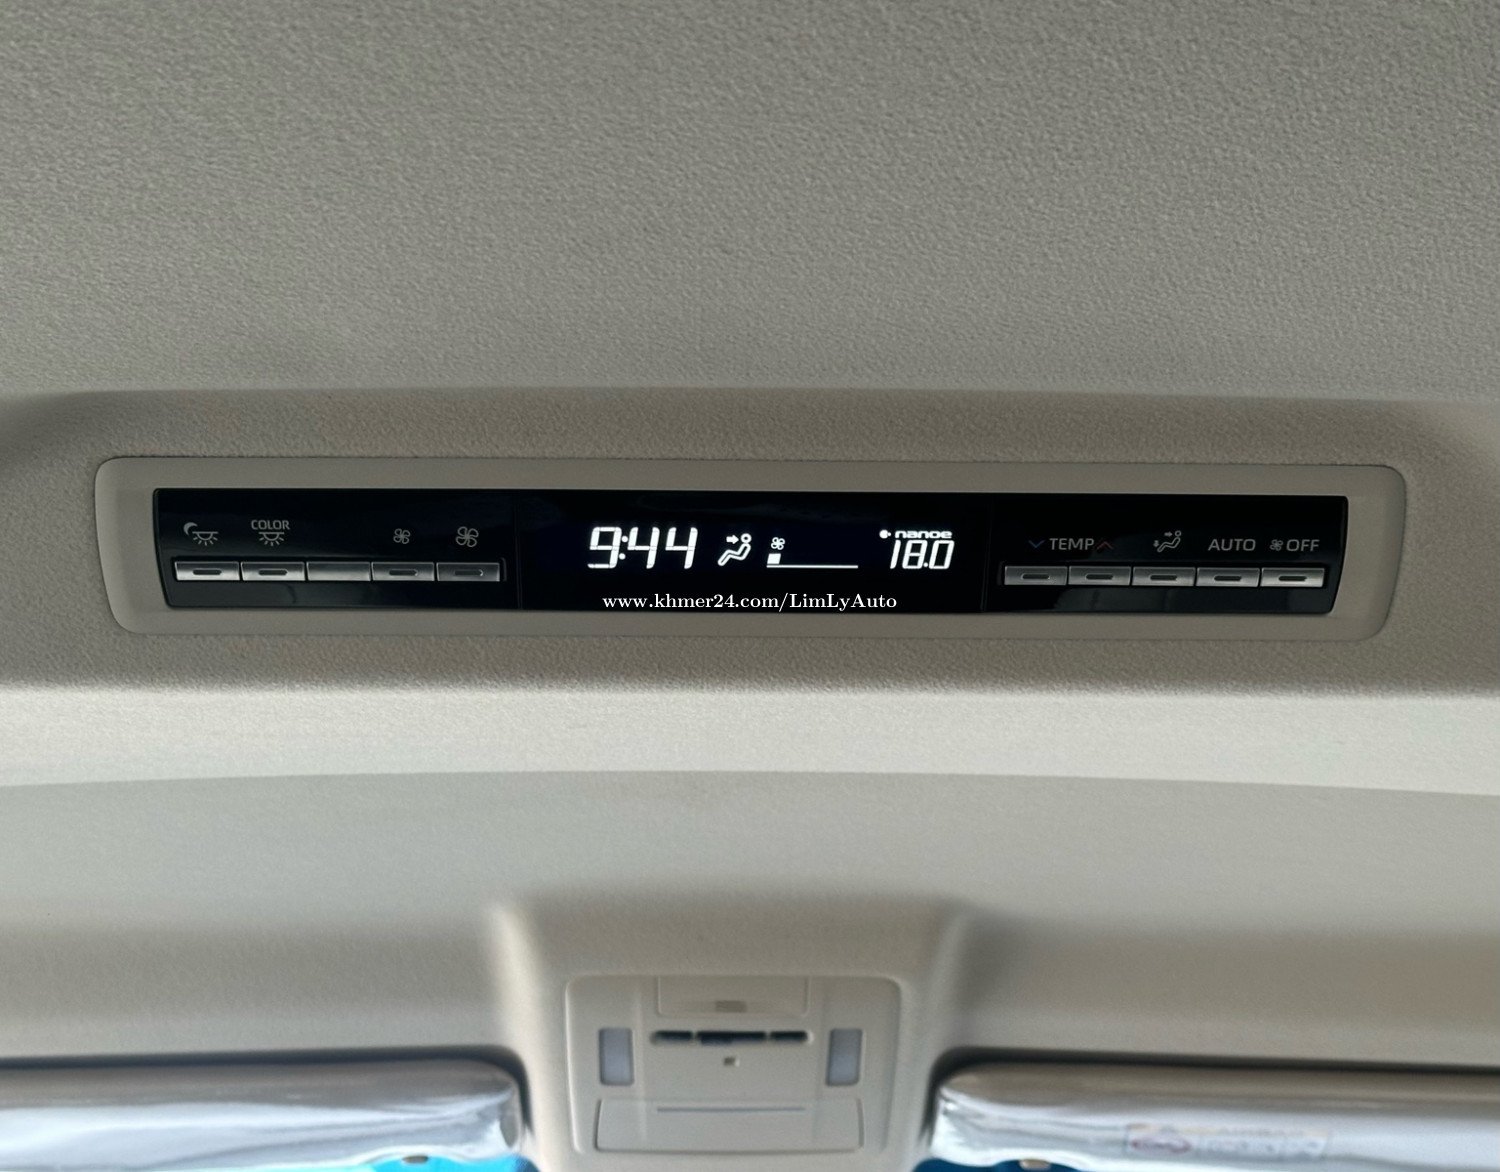 COLOR
9:44
nanoe
18.0
TEMP
AUTO
OFF
www.khmer24.com/LimLyAuto